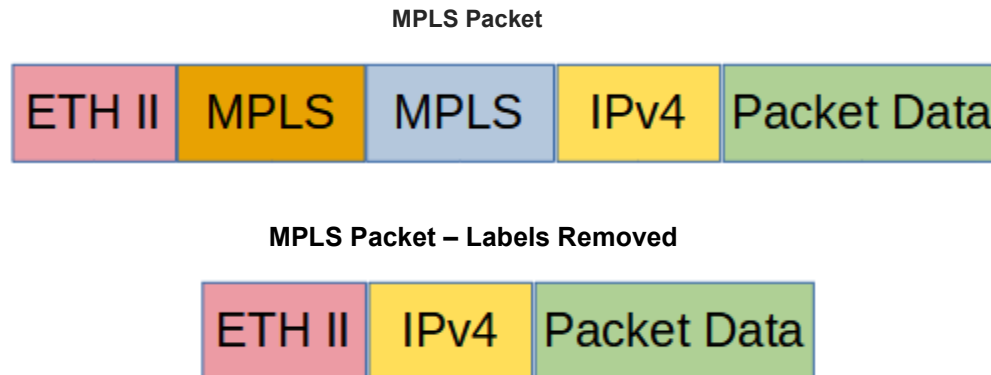 MPLS Packet
ETH II MPLS MPLS IPv4 Packet Data
MPLS Packet – Labels Removed
ETH II IPv4 Packet Data